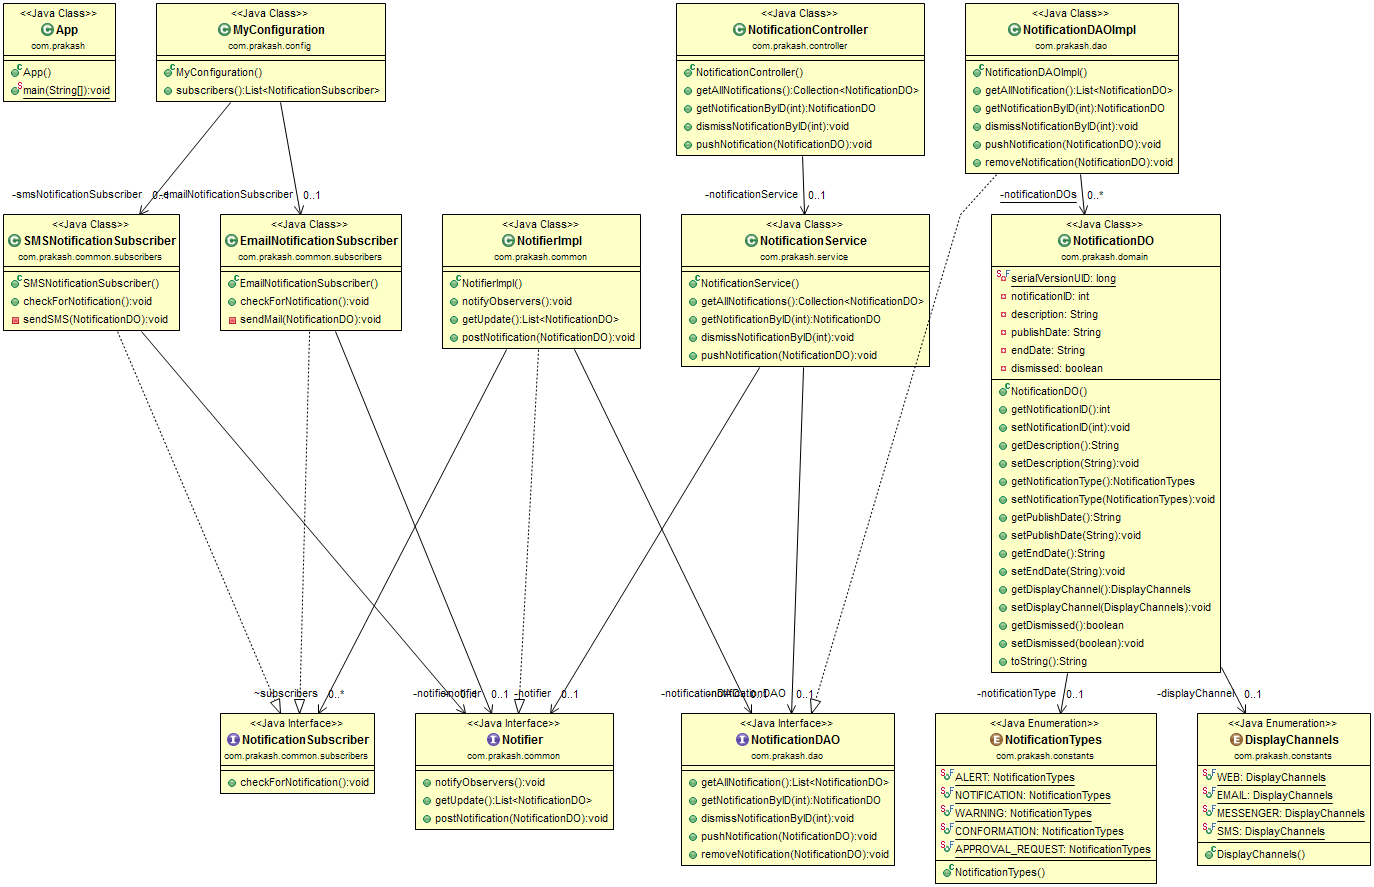 <<Java Class>>
App
com.prakash
App()
main(String[]):void
<<Java Class>>
MyConfiguration
com.prakash.config
MyConfiguration()
subscribers():List<NotificationSubscriber>
<<Java Class>>
NotificationController
com.prakash.controller
NotificationController()
getAllNotifications():Collection<NotificationDO>
getNotificationByID(int):NotificationDO
dismissNotificationByID(int):void
pushNotification(NotificationDO):void
<<Java Class>>
NotificationDAOImpl
com.prakash.dao
NotificationDAOImpl()
getAllNotification():List<NotificationDO>
getNotificationByID(int):NotificationDO
dismissNotificationByID(int):void
pushNotification(NotificationDO):void
removeNotification(NotificationDO):void
-smsNotificationSubscriber
0..1
-emailNotificationSubscriber
0..1
-notificationService
0..1
-notificationDOs
0..*
<<Java Class>>
SMSNotificationSubscriber
com.prakash.common.subscribers
SMSNotificationSubscriber()
checkForNotification():void
sendSMS(NotificationDO):void
<<Java Class>>
EmailNotificationSubscriber
com.prakash.common.subscribers
EmailNotificationSubscriber()
checkForNotification():void
sendMail(NotificationDO):void
<<Java Class>>
NotifierImpl
com.prakash.common
NotifierImpl()
notifyObservers():void
getUpdate():List<NotificationDO>
postNotification(NotificationDO):void
<<Java Class>>
NotificationService
com.prakash.service
NotificationService()
getAllNotifications():Collection<NotificationDO>
getNotificationByID(int):NotificationDO
dismissNotificationByID(int):void
pushNotification(NotificationDO):void
<<Java Class>>
NotificationDO
com.prakash.domain
serialVersionUID: long
notificationID: int
description: String
publishDate: String
endDate: String
dismissed: boolean
NotificationDO()
getNotificationID():int
setNotificationID(int):void
getDescription():String
setDescription(String):void
getNotificationType():NotificationTypes
setNotificationType(NotificationTypes):void
getPublishDate():String
setPublishDate(String):void
getEndDate():String
setEndDate(String):void
getDisplayChannel():DisplayChannels
setDisplayChannel(DisplayChannels):void
getDismissed():boolean
setDismissed(boolean):void
toString():String
~subscribers
0..*
-notifier
0..1
-notifier
0..1
-notifier
0..1
-notificationDAO
0..1
-notificationDAO
0..1
-notificationType
0..1
-displayChannel
0..1
<<Java Interface>>
NotificationSubscriber
com.prakash.common.subscribers
checkForNotification():void
<<Java Interface>>
Notifier
com.prakash.common
notifyObservers():void
getUpdate():List<NotificationDO>
postNotification(NotificationDO):void
<<Java Interface>>
NotificationDAO
com.prakash.dao
getAllNotification():List<NotificationDO>
getNotificationByID(int):NotificationDO
dismissNotificationByID(int):void
pushNotification(NotificationDO):void
removeNotification(NotificationDO):void
<<Java Enumeration>>
NotificationTypes
com.prakash.constants
ALERT: NotificationTypes
NOTIFICATION: NotificationTypes
WARNING: NotificationTypes
CONFORMATION: NotificationTypes
APPROVAL_REQUEST: NotificationTypes
NotificationTypes()
<<Java Enumeration>>
DisplayChannels
com.prakash.constants
WEB: DisplayChannels
EMAIL: DisplayChannels
MESSENGER: DisplayChannels
SMS: DisplayChannels
DisplayChannels()